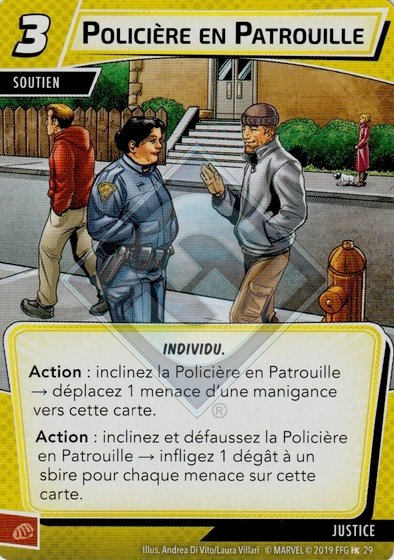 3
POLICIÈRE EN PATROUILLE
SOUTIEN
INDIVIDU.
Action : inclinez la Policière en Patrouille
→ déplacez 1 menace d'une manigance
vers cette carte.
®
Action : inclinez et défaussez la Policière
en Patrouille → infligez 1 dégât à un
sbire pour chaque menace sur cette
carte.
Illus. Andrea Di Vito/Laura Villari © MARVEL © 2019 FFG HK 29
JUSTICE